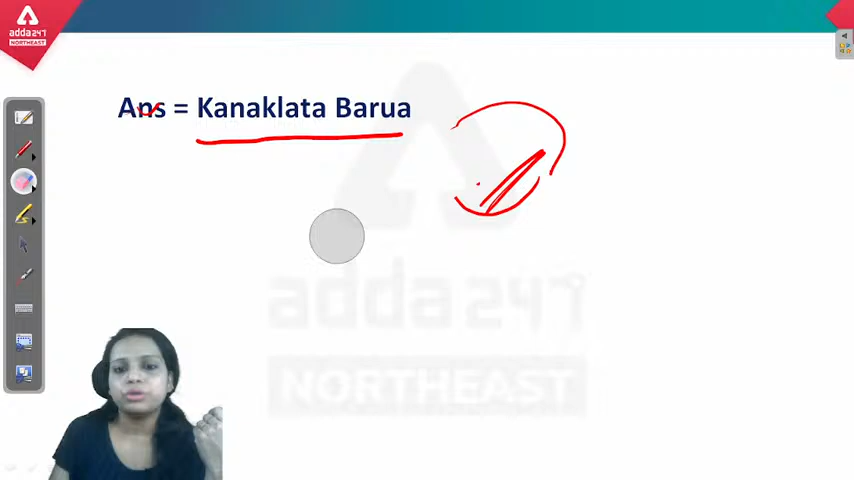 adda247
NORTHEAST
Ans = Kanaklata Barua
adda247
NORTHEAST